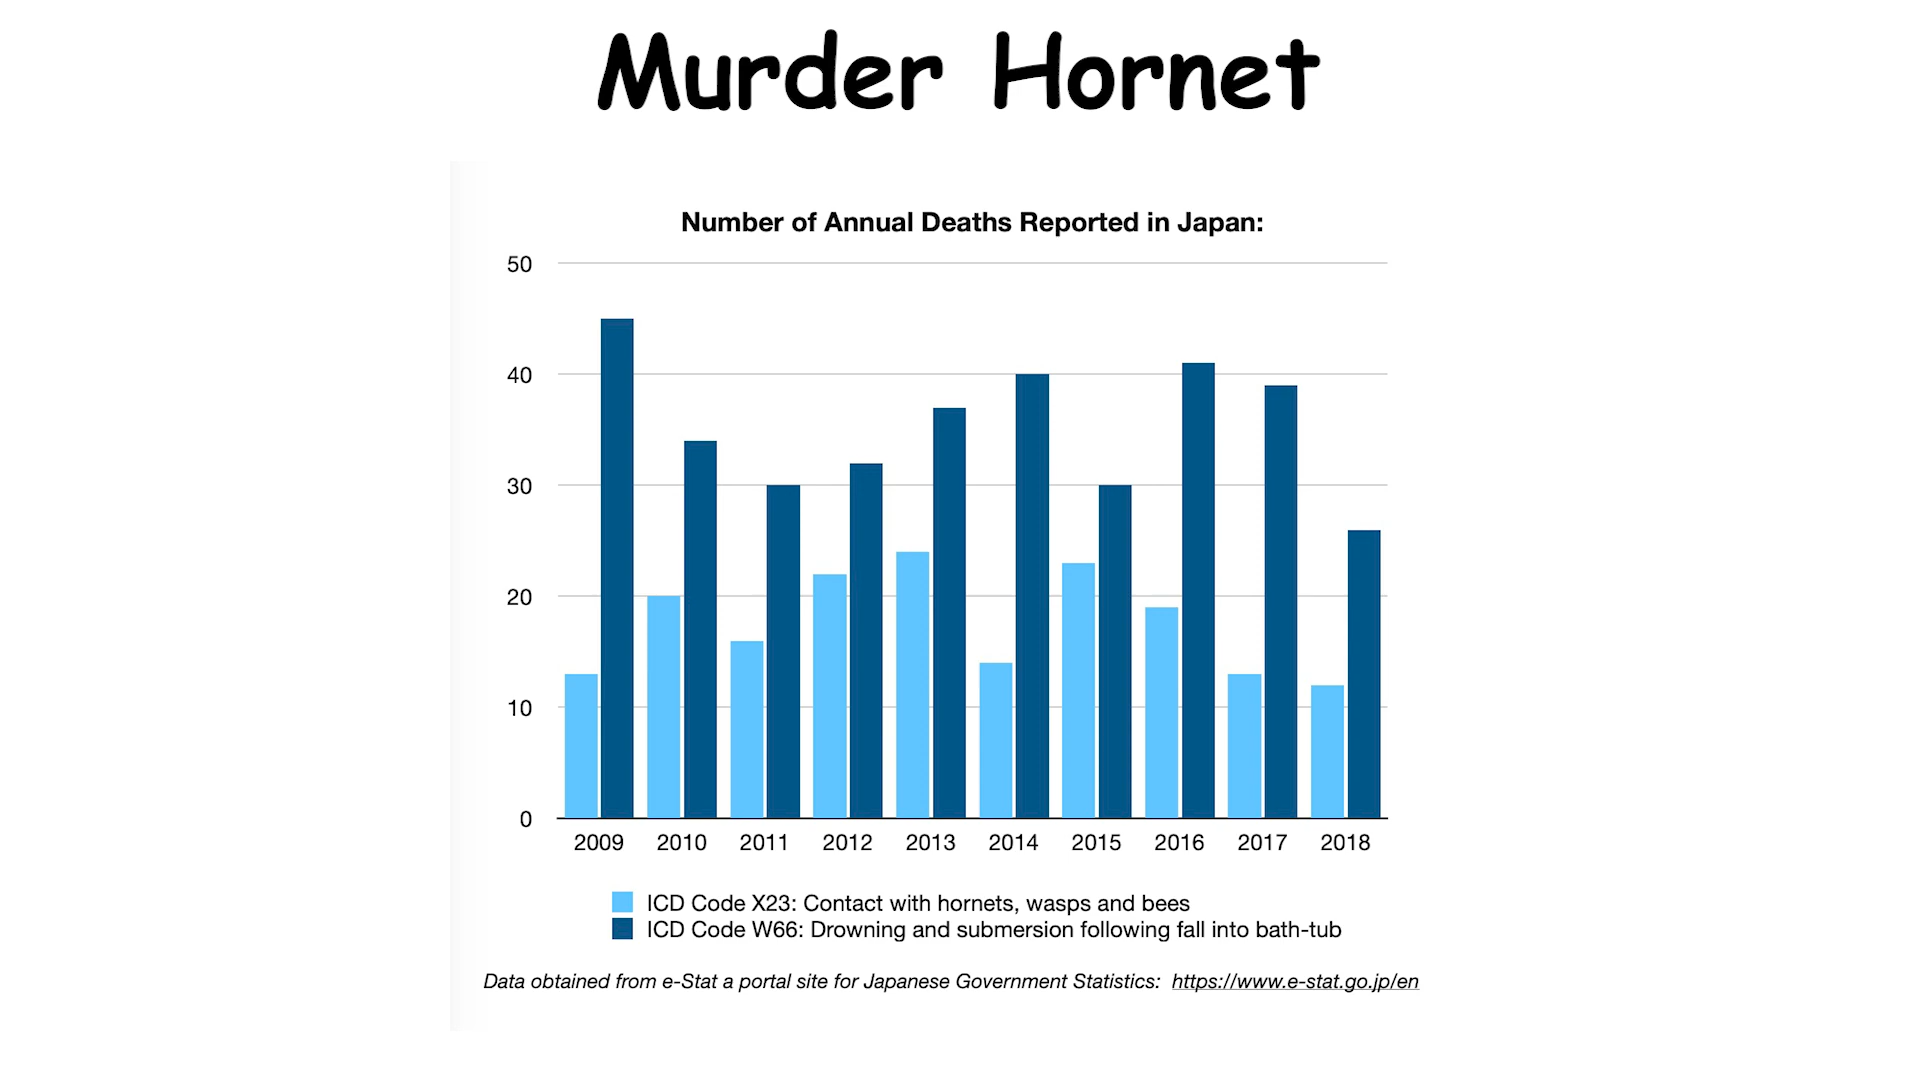 Murder Hornet
Number of Annual Deaths Reported in Japan:
50
40
30
20
10
0
2009 2010 2011 2012 2013 2014 2015 2016 2017 2018
ICD Code X23: Contact with hornets, wasps and bees
ICD Code W66: Drowning and submersion following fall into bath-tub
Data obtained from e-Stat a portal site for Japanese Government Statistics: https://www.e-stat.go.jp/en